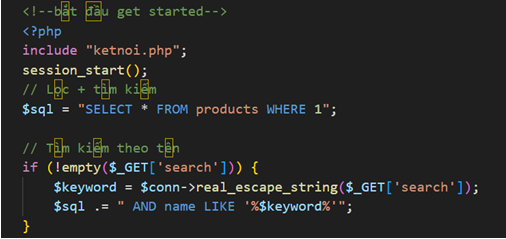 <!--bắt đầu get started-->
<?php
include "ketnoi.php";
session_start();
// Lọc + tìm kiếm
$sql = "SELECT * FROM products WHERE 1";
// Tìm kiếm theo tên
if (!empty($_GET['search'])) {
$keyword = $conn->real_escape_string($_GET['search']);
$sql .= " AND name LIKE '%$keyword%'";
}